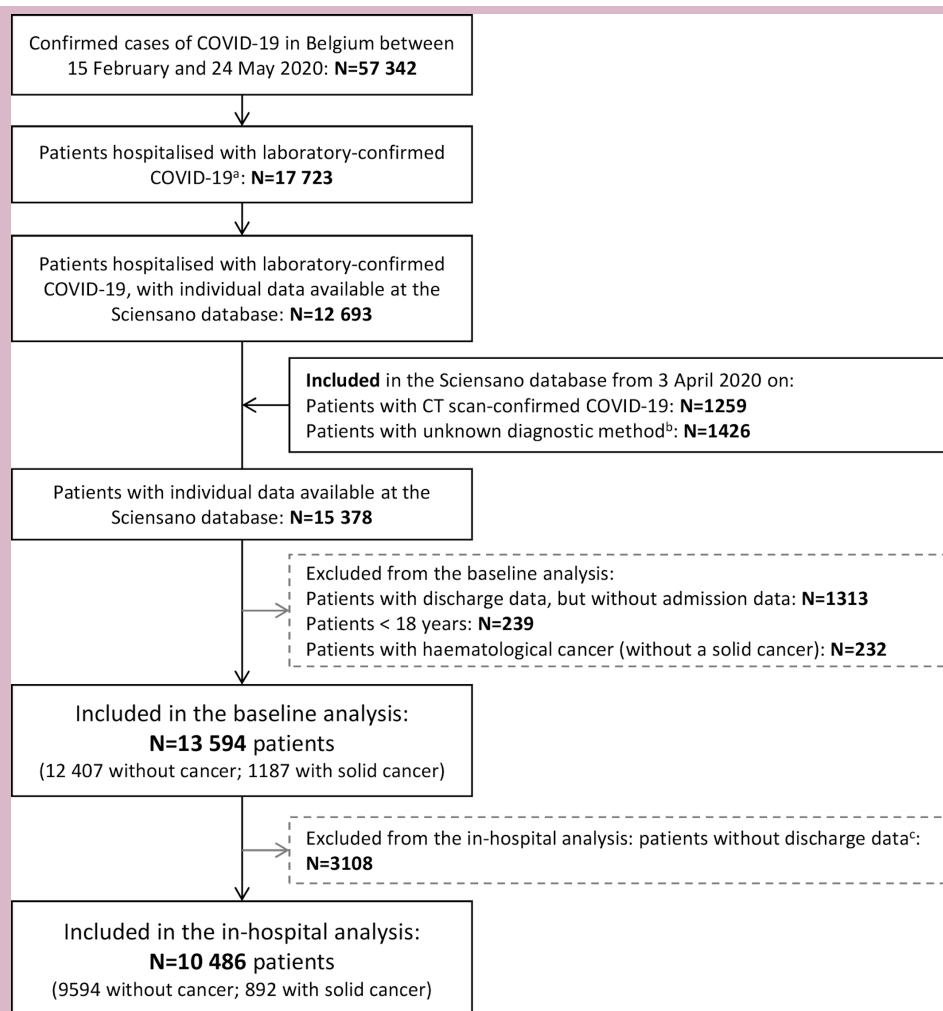 Confirmed cases of COVID-19 in Belgium between
15 February and 24 May 2020: N=57 342
Patients hospitalised with laboratory-confirmed
COVID-19ᵃ: N=17 723
Patients hospitalised with laboratory-confirmed
COVID-19, with individual data available at the
Sciensano database: N=12 693
Included in the Sciensano database from 3 April 2020 on:
Patients with CT scan-confirmed COVID-19: N=1259
Patients with unknown diagnostic methodᵇ: N=1426
Patients with individual data available at the
Sciensano database: N=15 378
Excluded from the baseline analysis:
Patients with discharge data, but without admission data: N=1313
Patients < 18 years: N=239
Patients with haematological cancer (without a solid cancer): N=232
Included in the baseline analysis:
N=13 594 patients
(12 407 without cancer; 1187 with solid cancer)
Excluded from the in-hospital analysis: patients without discharge dataᶜ:
N=3108
Included in the in-hospital analysis:
N=10 486 patients
(9594 without cancer; 892 with solid cancer)